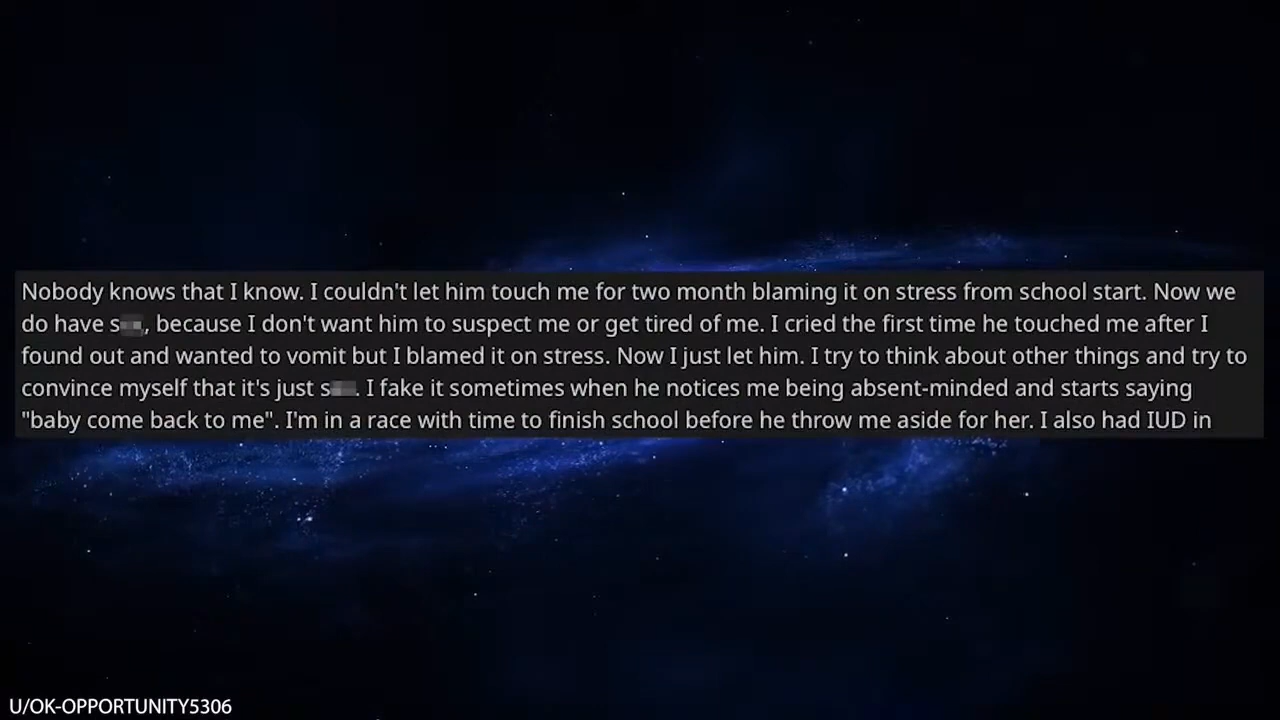 Nobody knows that I know. I couldn't let him touch me for two month blaming it on stress from school start. Now we
do have s, because I don't want him to suspect me or get tired of me. I cried the first time he touched me after I
found out and wanted to vomit but I blamed it on stress. Now I just let him. I try to think about other things and try to
convince myself that it's just s. I fake it sometimes when he notices me being absent-minded and starts saying
"baby come back to me". I'm in a race with time to finish school before he throw me aside for her. I also had IUD in
U/OK-OPPORTUNITY5306